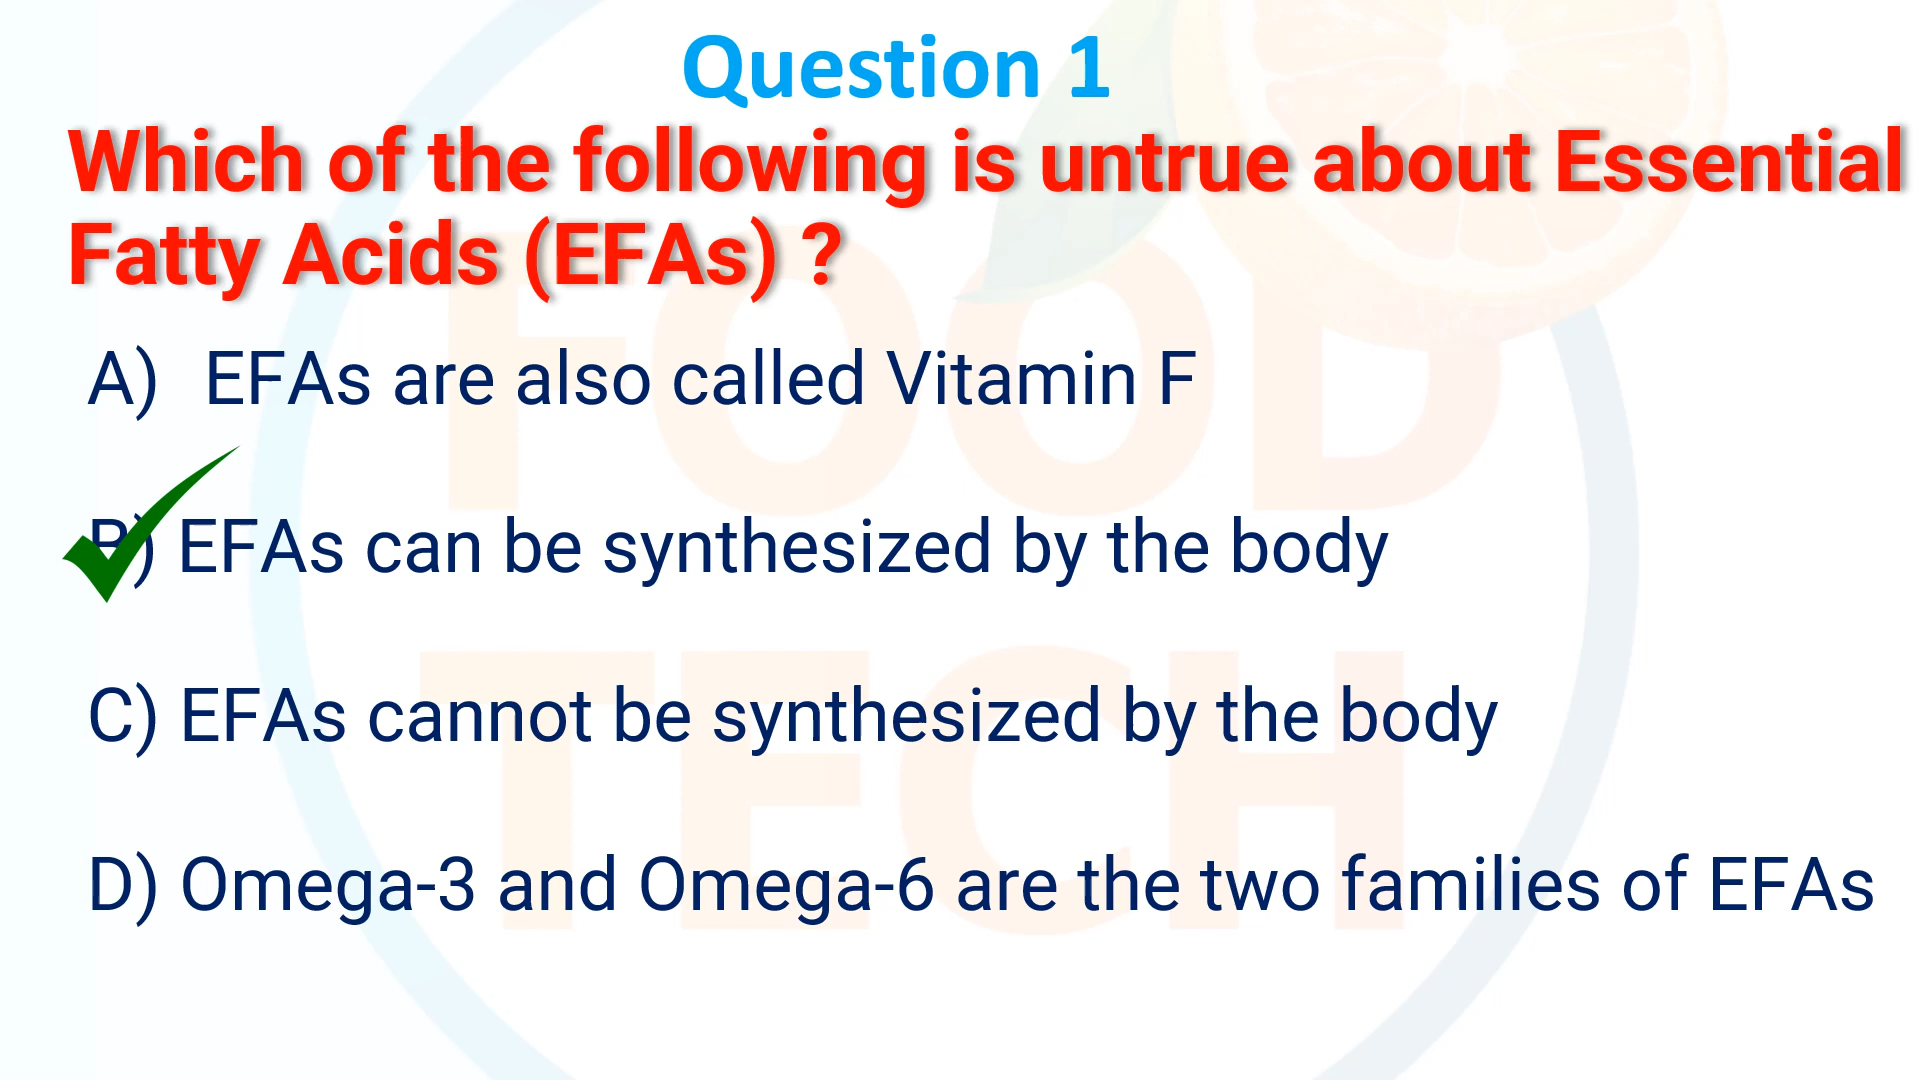 Question 1
Which of the following is untrue about Essential
Fatty Acids (EFAs) ?
A) EFAs are also called Vitamin F
B) EFAs can be synthesized by the body
C) EFAs cannot be synthesized by the body
D) Omega-3 and Omega-6 are the two families of EFAs
FOOD
TECH